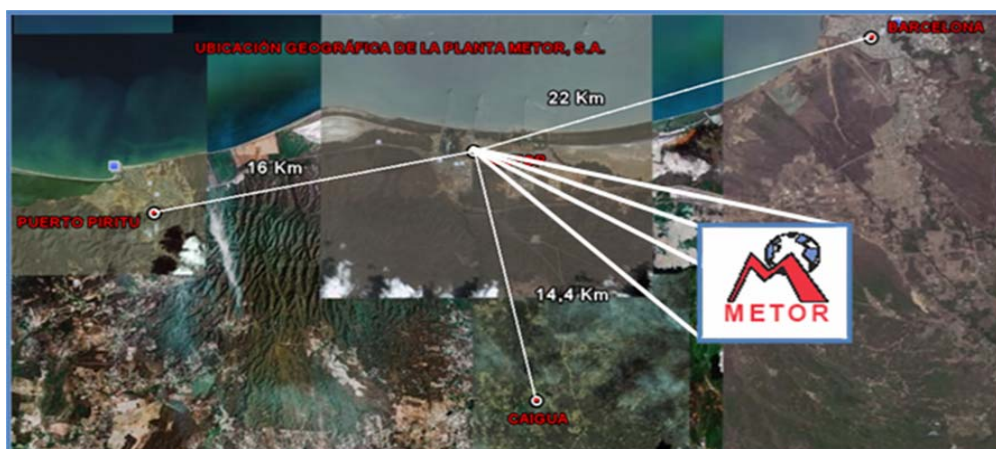 BARCELONA
UBICACIÓN GEOGRÁFICA DE LA PLANTA METOR, S.A.
22 Km
16 Km
PUERTO PIRITU
METOR
14,4 Km
CAIGUA